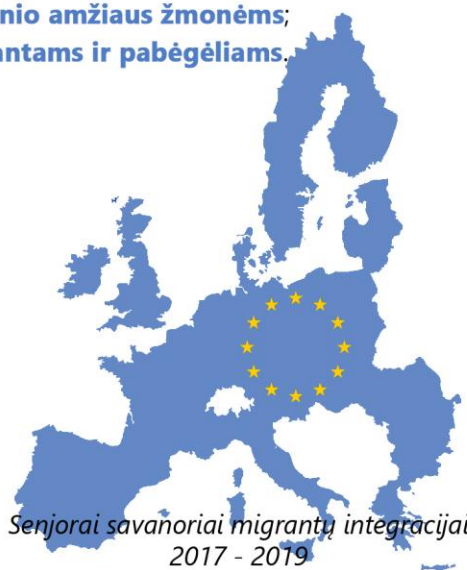 nio amžiaus žmonėms;
antams ir pabėgėliams.
Senjorai savanoriai migrantų integracijai
2017 - 2019